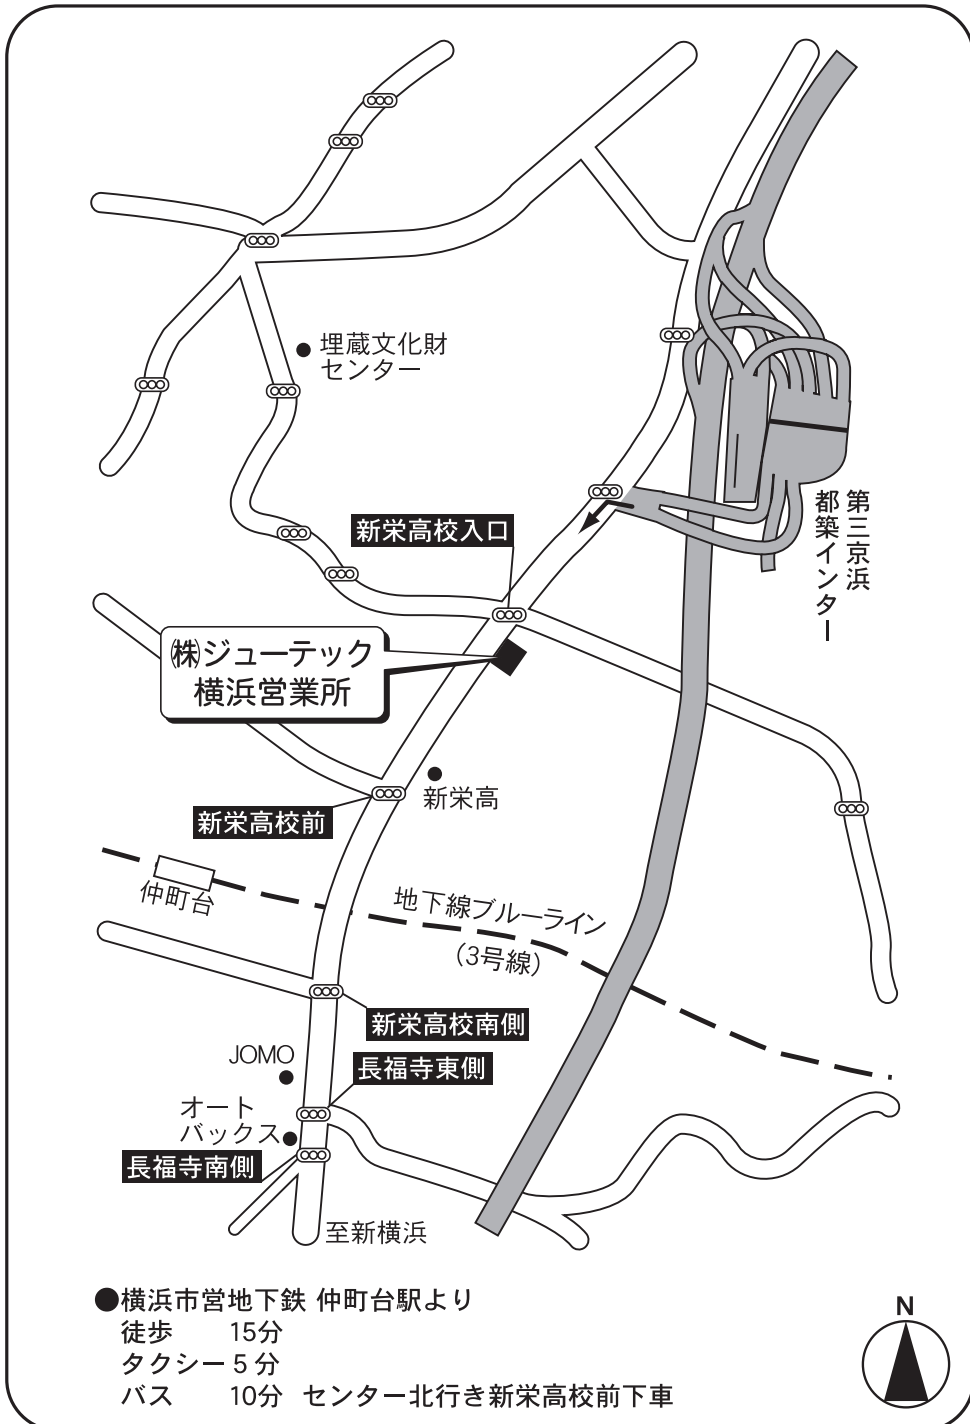 埋蔵文化財
センター
新栄高校入口
第三京浜
都築インター
㈱ジューテック
横浜営業所
新栄高
新栄高校前
仲町台
地下線ブルーライン
(3号線)
新栄高校南側
JOMO
長福寺東側
オート
バックス
長福寺南側
至新横浜
●横浜市営地下鉄 仲町台駅より
徒歩 15分
タクシー 5分
バス 10分 センター北行き新栄高校前下車
N